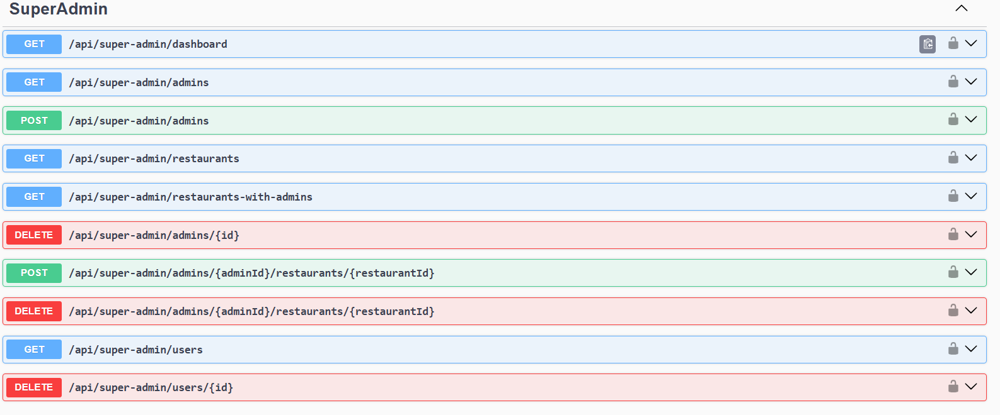 SuperAdmin
GET /api/super-admin/dashboard
GET /api/super-admin/admins
POST /api/super-admin/admins
GET /api/super-admin/restaurants
GET /api/super-admin/restaurants-with-admins
DELETE /api/super-admin/admins/{id}
POST /api/super-admin/admins/{adminId}/restaurants/{restaurantId}
DELETE /api/super-admin/admins/{adminId}/restaurants/{restaurantId}
GET /api/super-admin/users
DELETE /api/super-admin/users/{id}